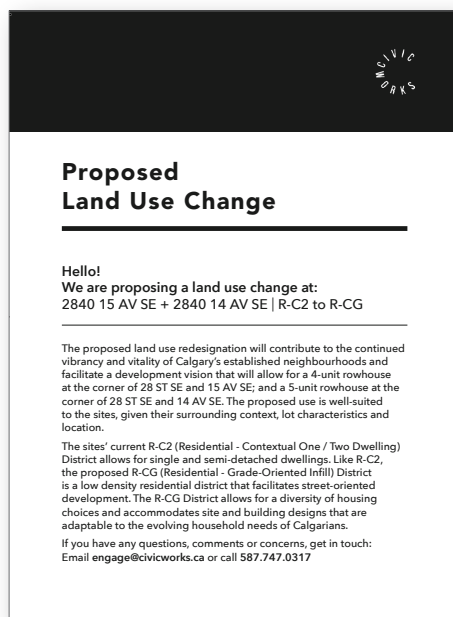 CIVICWORKS
Proposed
Land Use Change
Hello!
We are proposing a land use change at:
2840 15 AV SE + 2840 14 AV SE | R-C2 to R-CG
The proposed land use redesignation will contribute to the continued
vibrancy and vitality of Calgary’s established neighbourhoods and
facilitate a development vision that will allow for a 4-unit rowhouse
at the corner of 28 ST SE and 15 AV SE; and a 5-unit rowhouse at the
corner of 28 ST SE and 14 AV SE. The proposed use is well-suited
to the sites, given their surrounding context, lot characteristics and
location.
The sites’ current R-C2 (Residential - Contextual One / Two Dwelling)
District allows for single and semi-detached dwellings. Like R-C2,
the proposed R-CG (Residential - Grade-Oriented Infill) District
is a low density residential district that facilitates street-oriented
development. The R-CG District allows for a diversity of housing
choices and accommodates site and building designs that are
adaptable to the evolving household needs of Calgarians.
If you have any questions, comments or concerns, get in touch:
Email engage@civicworks.ca or call 587.747.0317